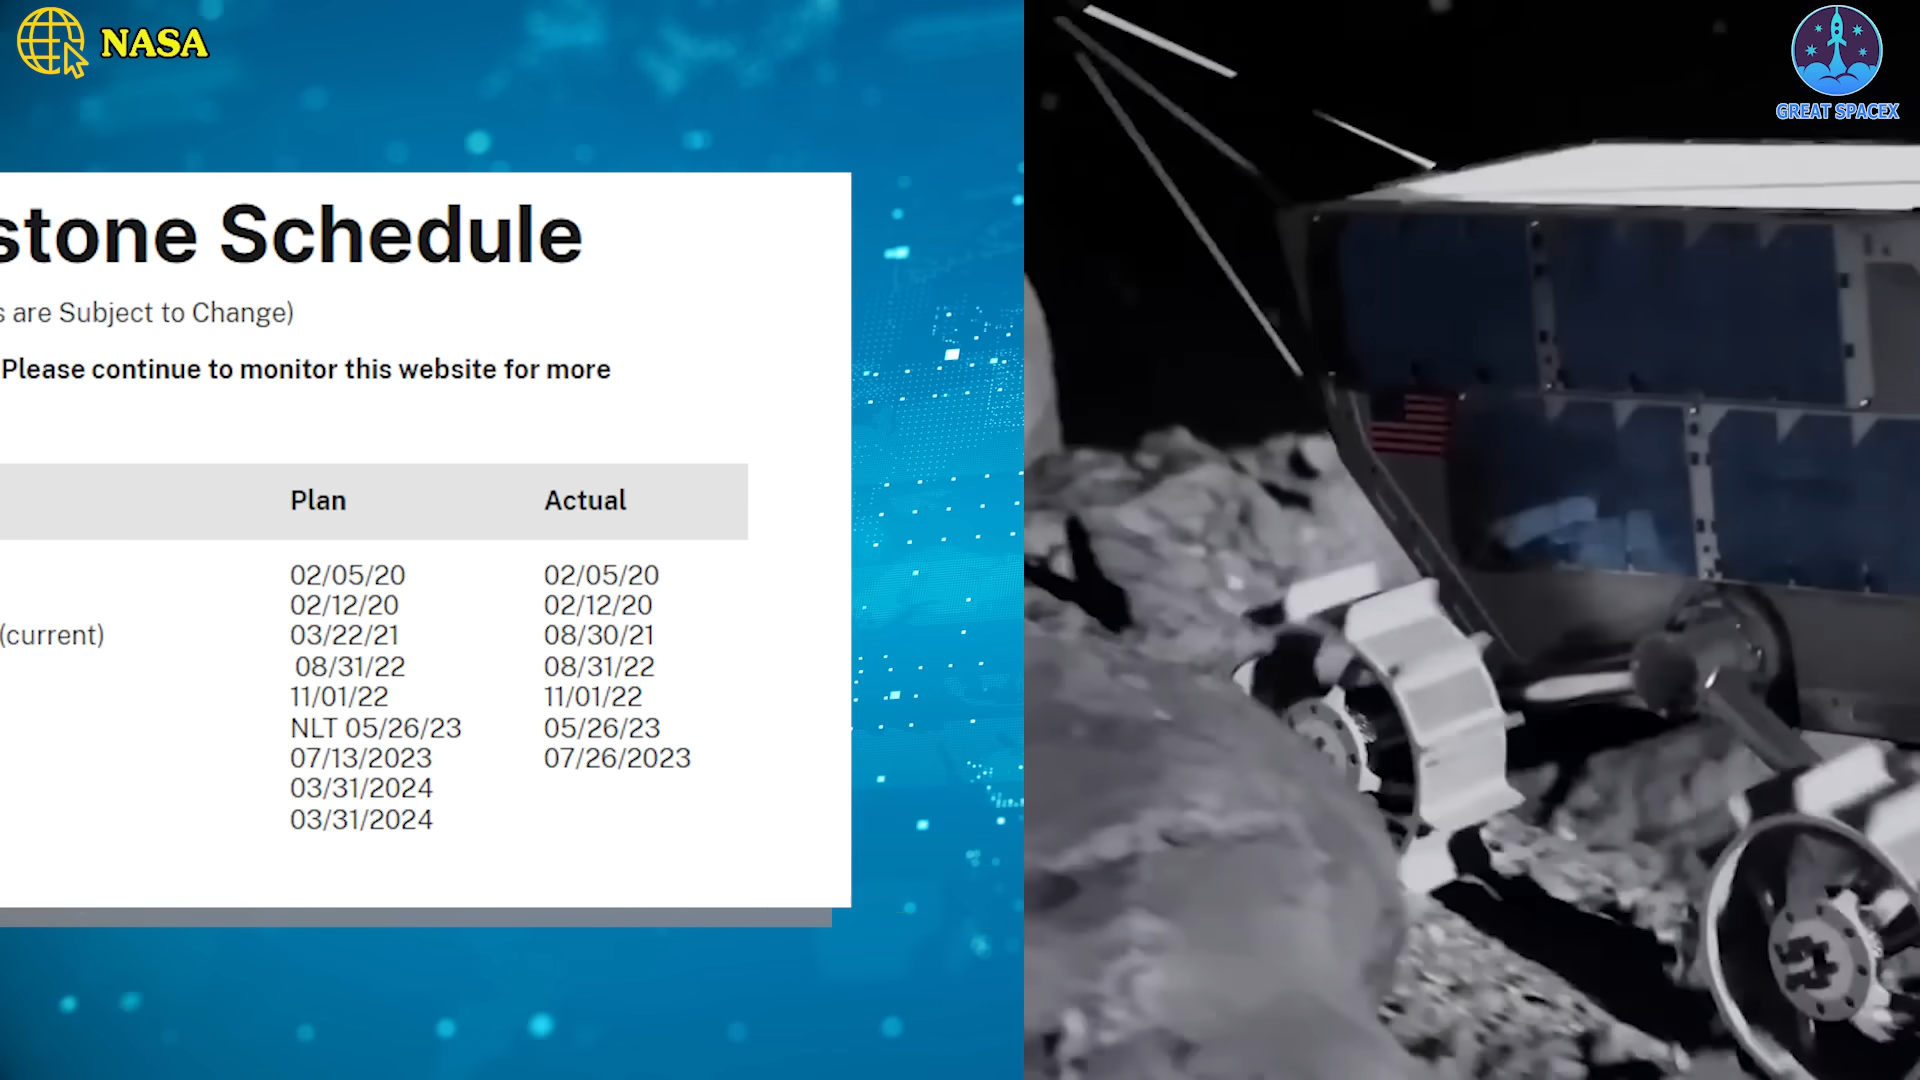 NASA
GREAT SPACEX
stone Schedule
s are Subject to Change)
Please continue to monitor this website for more
Plan Actual
02/05/20 02/05/20
02/12/20 02/12/20
(current) 03/22/21 08/30/21
08/31/22 08/31/22
11/01/22 11/01/22
NLT 05/26/23 05/26/23
07/13/2023 07/26/2023
03/31/2024
03/31/2024